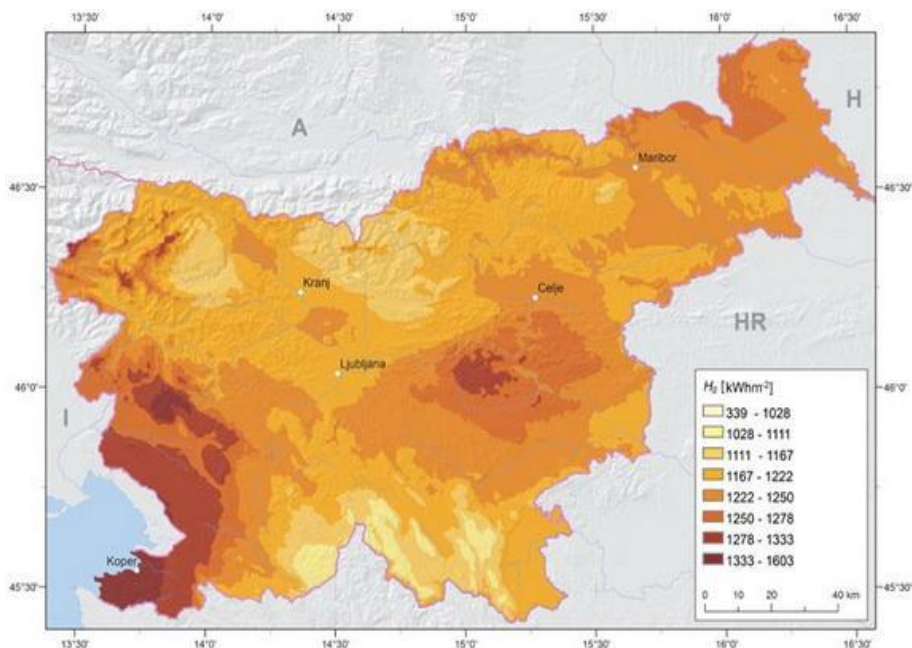 13°30' 14°0' 14°30' 15°0' 15°30' 16°0' 16°30'
H
A
Maribor
46°30' 46°30'
Kranj
Celje
HR
Ljubljana
46°0' 46°0'
I
H₀ [kWhm⁻²]
339 - 1028
1028 - 1111
1111 - 1167
1167 - 1222
1222 - 1250
1250 - 1278
1278 - 1333
1333 - 1603
Koper
45°30' 45°30'
0 10 20 40 km
13°30' 14°0' 14°30' 15°0' 15°30' 16°0' 16°30'